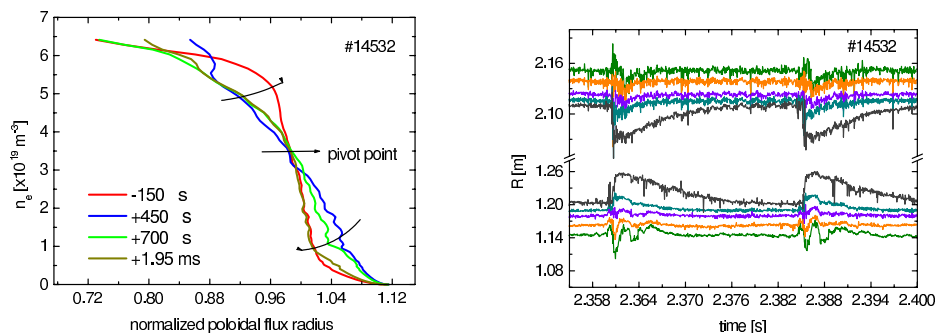 7
6
5
4
3
2
1
0
n_e [x10^19 m^-3]
#14532
pivot point
-150 s
+450 s
+700 s
+1.95 ms
0.72 0.80 0.88 0.96 1.04 1.12
normalized poloidal flux radius
#14532
2.16
2.10
1.26
1.20
1.14
1.08
R [m]
2.358 2.364 2.370 2.376 2.382 2.388 2.394 2.400
time [s]